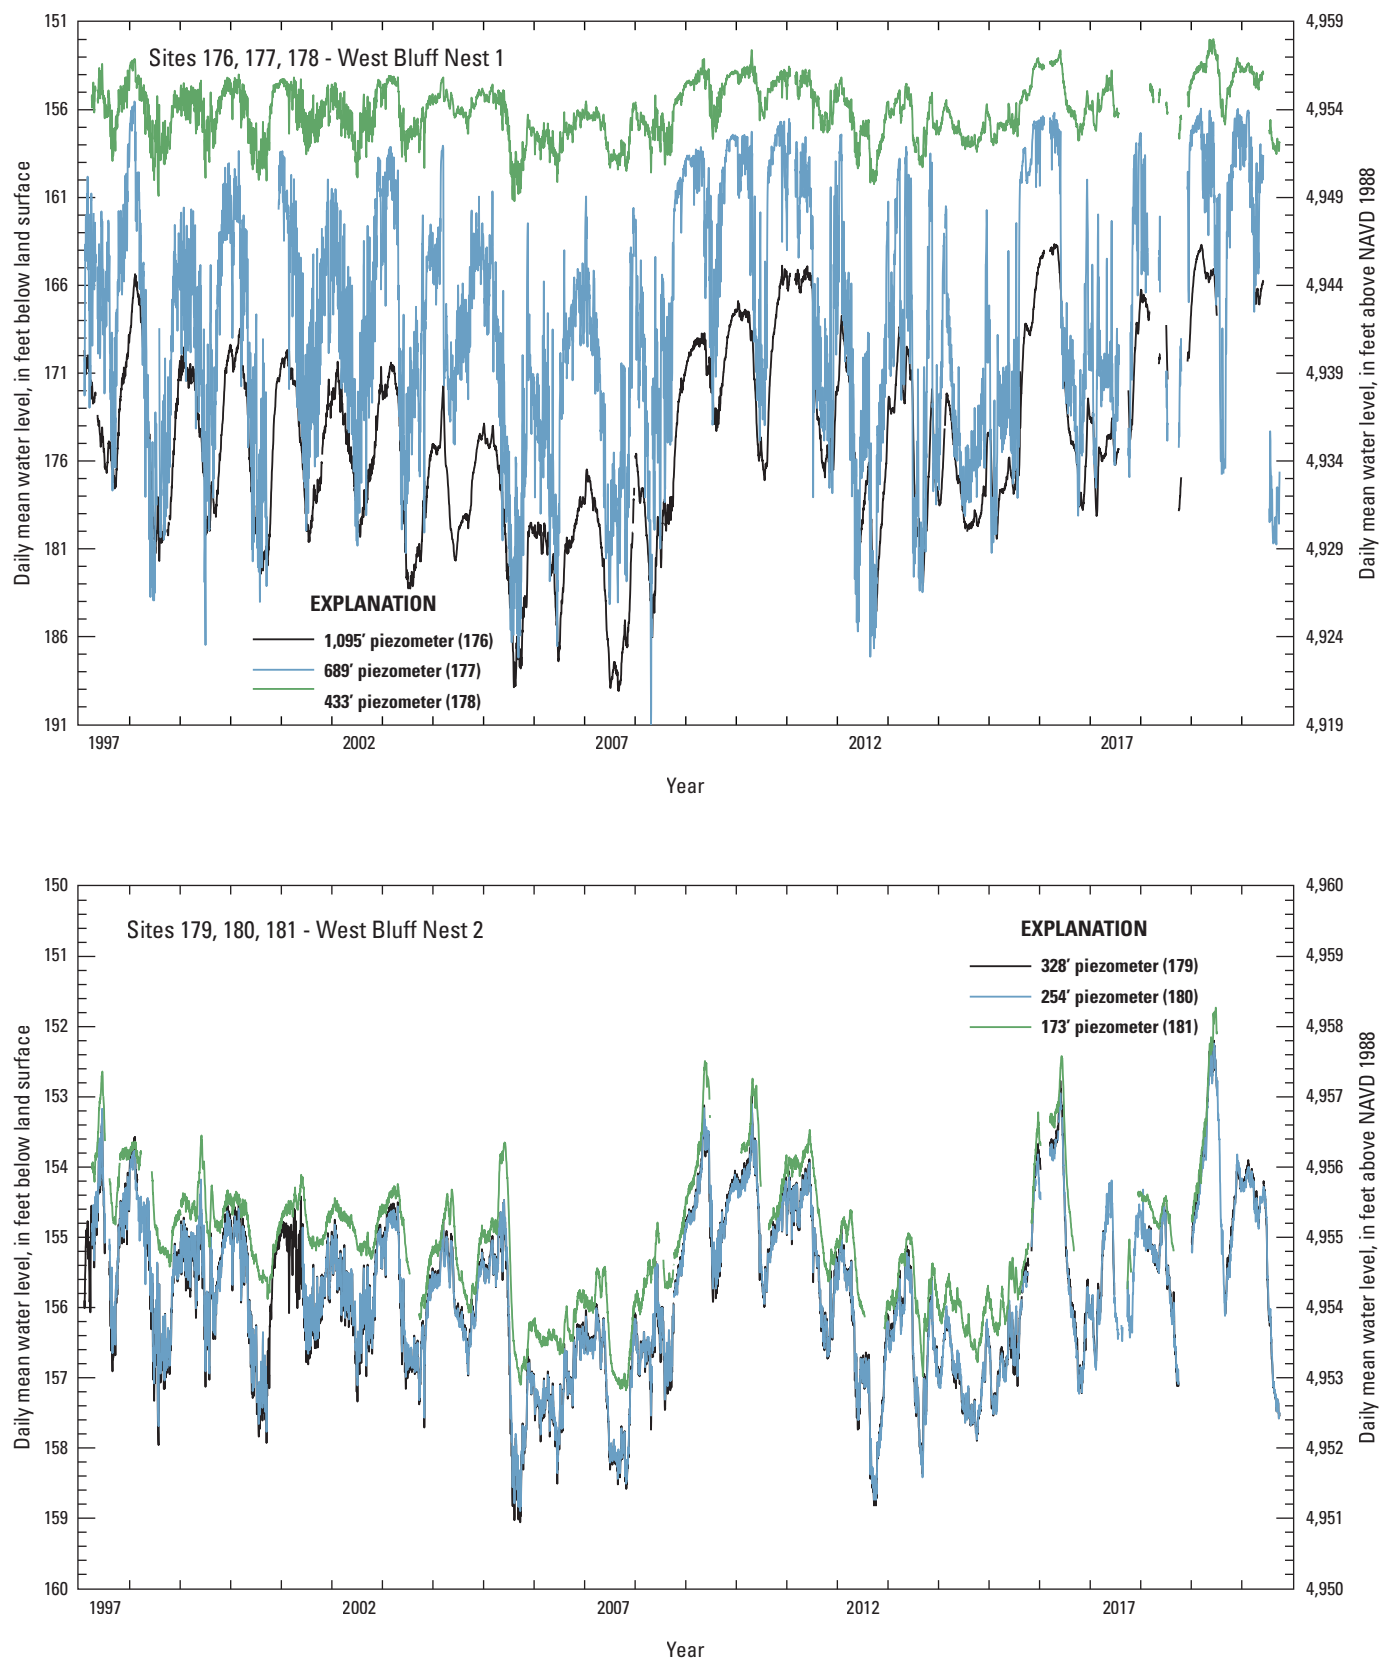 Sites 176, 177, 178 - West Bluff Nest 1
Daily mean water level, in feet below land surface
151
156
161
166
171
176
181
186
191
4,959
4,954
4,949
4,944
4,939
4,934
4,929
4,924
4,919
Daily mean water level, in feet above NAVD 1988
EXPLANATION
1,095’ piezometer (176)
689’ piezometer (177)
433’ piezometer (178)
1997 2002 2007 2012 2017
Year
Sites 179, 180, 181 - West Bluff Nest 2
Daily mean water level, in feet below land surface
150
151
152
153
154
155
156
157
158
159
160
4,960
4,959
4,958
4,957
4,956
4,955
4,954
4,953
4,952
4,951
4,950
Daily mean water level, in feet above NAVD 1988
EXPLANATION
328’ piezometer (179)
254’ piezometer (180)
173’ piezometer (181)
1997 2002 2007 2012 2017
Year